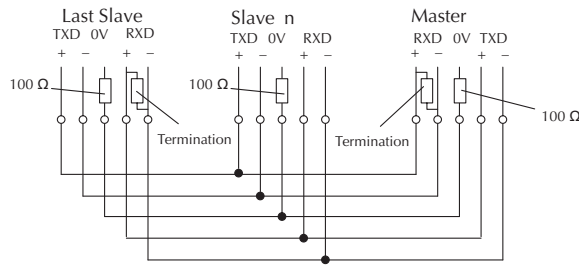 Last Slave Slave n Master
TXD 0V RXD TXD 0V RXD RXD 0V TXD
+ − + − + − + − + − + −
100 Ω 100 Ω 100 Ω
Termination Termination